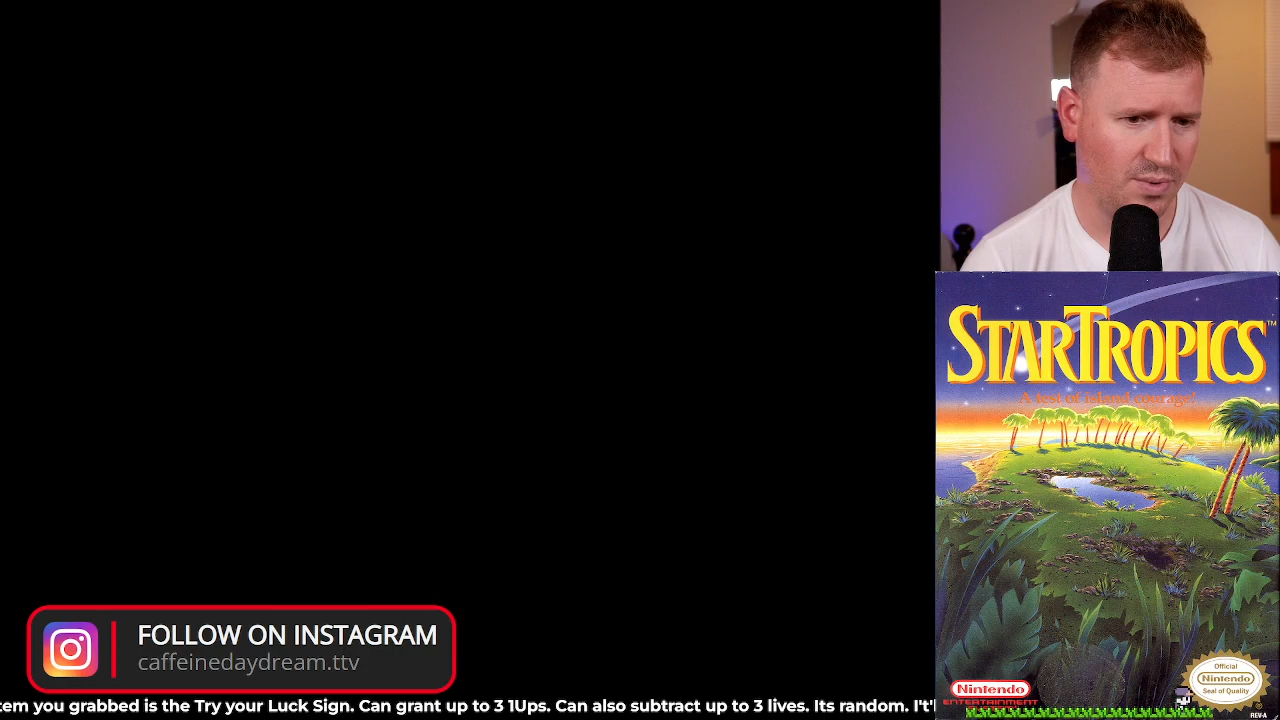 STARTROPICS™
A test of island courage!
FOLLOW ON INSTAGRAM
caffeinedaydream.ttv
Official
Nintendo
Seal of Quality
Nintendo
ENTERTAINMENT
REV-A
tem you grabbed is the Try your Luck Sign. Can grant up to 3 1Ups. Can also subtract up to 3 lives. Its random. I't'l